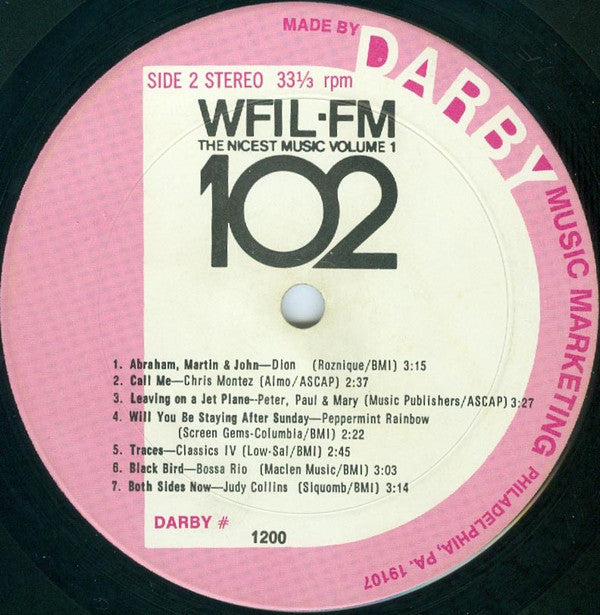 MADE BY DARBY MUSIC MARKETING PHILADELPHIA, PA. 19107
SIDE 2 STEREO 33⅓ rpm
WFIL·FM
THE NICEST MUSIC VOLUME 1
102
1. Abraham, Martin & John—Dion (Roznique/BMI) 3:15
2. Call Me—Chris Montez (Almo/ASCAP) 2:37
3. Leaving on a Jet Plane—Peter, Paul & Mary (Music Publishers/ASCAP) 3:27
4. Will You Be Staying After Sunday—Peppermint Rainbow
(Screen Gems-Columbia/BMI) 2:22
5. Traces—Classics IV (Low-Sal/BMI) 2:45
6. Black Bird—Bossa Rio (Maclen Music/BMI) 3:03
7. Both Sides Now—Judy Collins (Siquomb/BMI) 3:14
DARBY # 1200